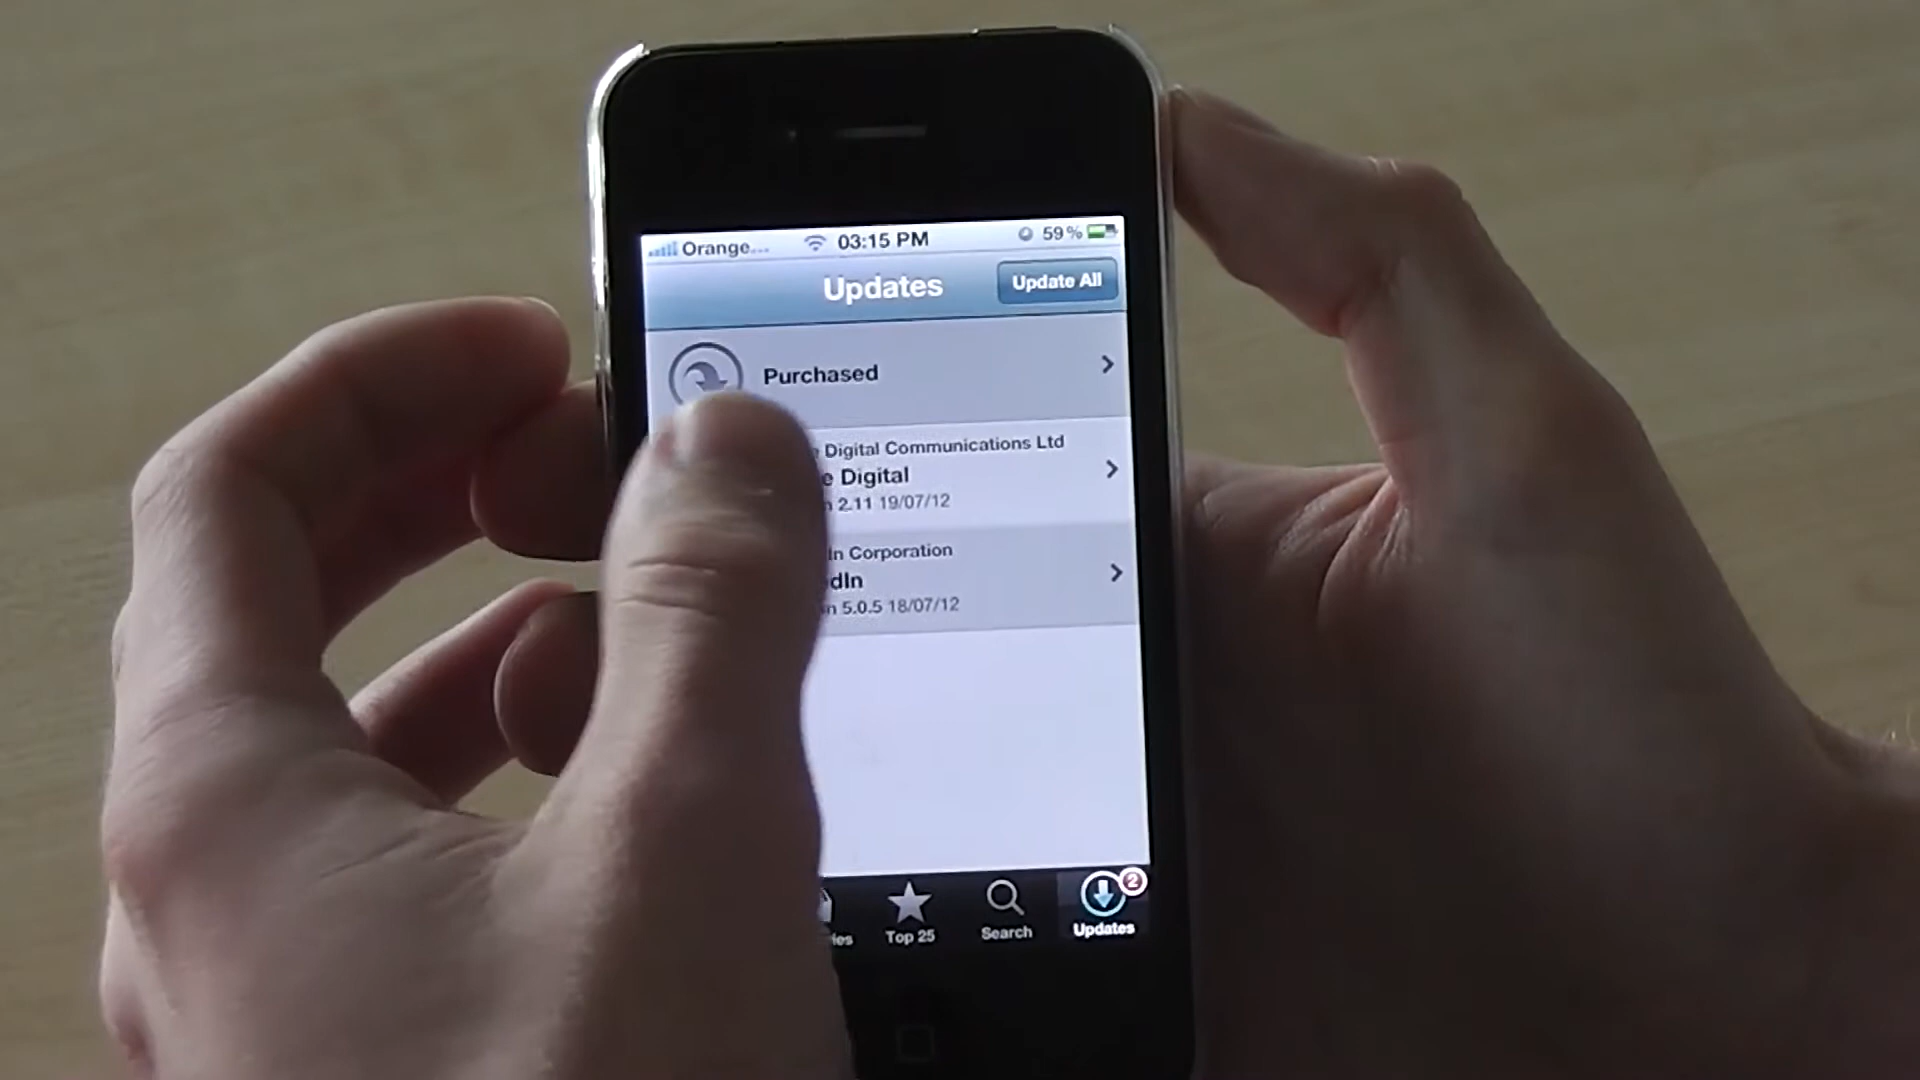 Orange... 03:15 PM 59%
Updates Update All
Purchased
Digital Communications Ltd
e Digital
n 2.11 19/07/12
In Corporation
dIn
n 5.0.5 18/07/12
2
ies Top 25 Search Updates